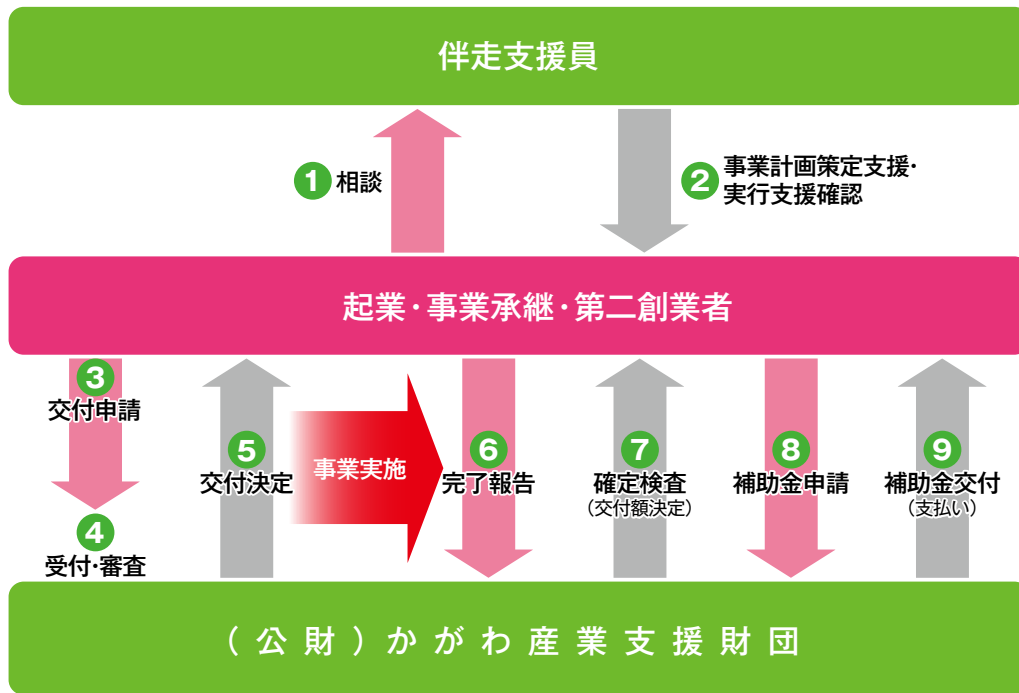 伴走支援員
1 相談
2 事業計画策定支援・
実行支援確認
起業・事業承継・第二創業者
3
交付申請
4
受付・審査
5
交付決定
事業実施
6
完了報告
7
確定検査
(交付額決定)
8
補助金申請
9
補助金交付
(支払い)
(公財)かがわ産業支援財団